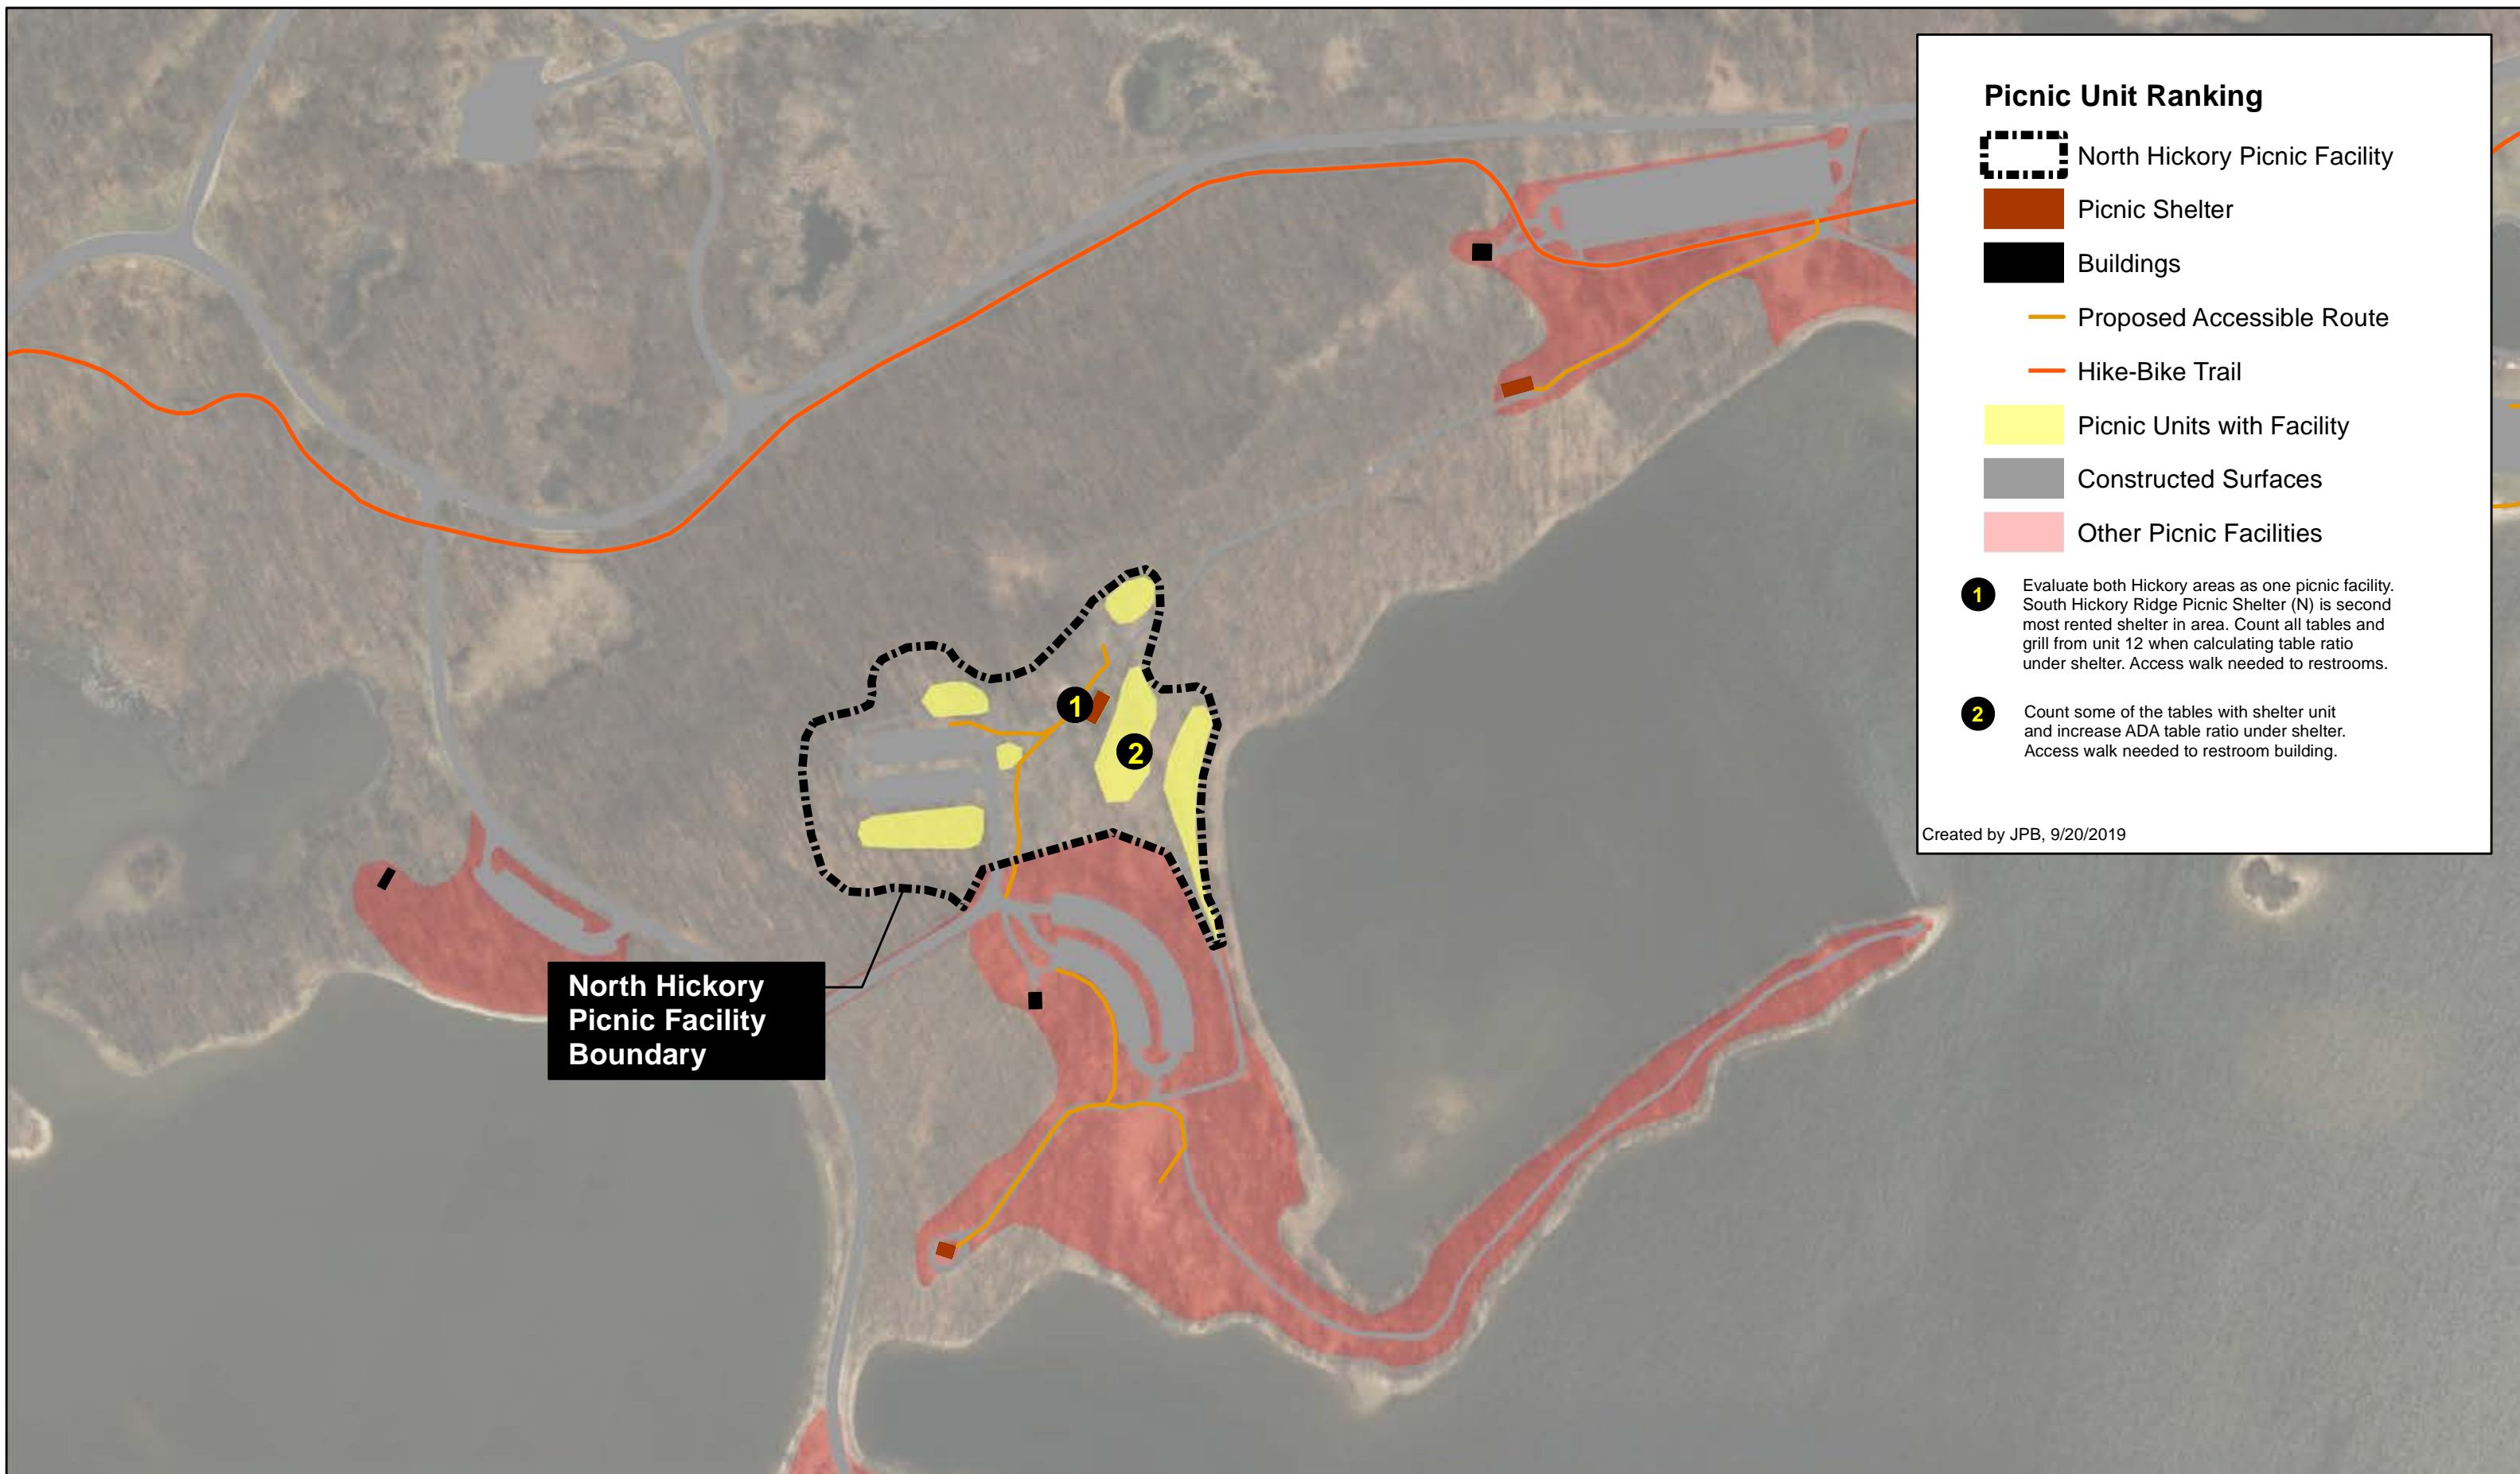 Picnic Unit Ranking
North Hickory Picnic Facility
Picnic Shelter
Buildings
Proposed Accessible Route
Hike-Bike Trail
Picnic Units with Facility
Constructed Surfaces
Other Picnic Facilities
1
Evaluate both Hickory areas as one picnic facility.
South Hickory Ridge Picnic Shelter (N) is second
most rented shelter in area. Count all tables and
grill from unit 12 when calculating table ratio
under shelter. Access walk needed to restrooms.
2
Count some of the tables with shelter unit
and increase ADA table ratio under shelter.
Access walk needed to restroom building.
Created by JPB, 9/20/2019
1
2
North Hickory
Picnic Facility
Boundary